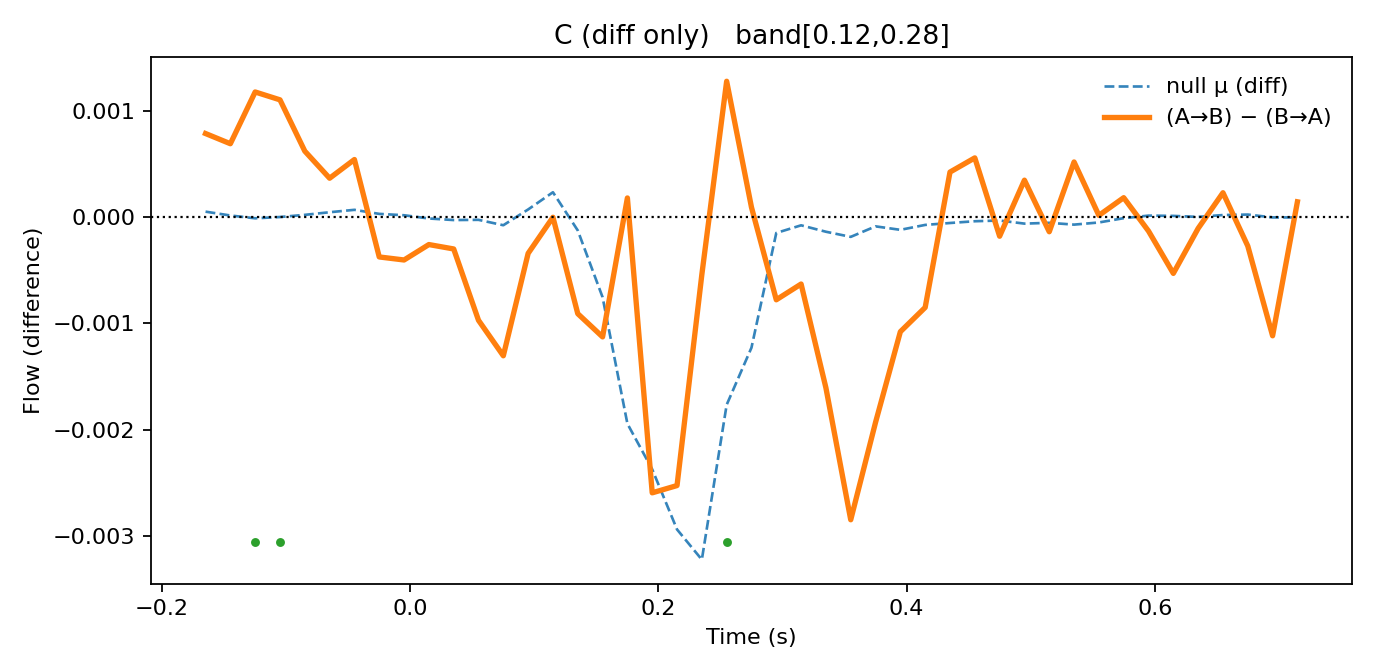 C (diff only)   band[0.12,0.28]
null μ (diff)
(A→B) − (B→A)
Flow (difference)
0.001
0.000
−0.001
−0.002
−0.003
−0.2
0.0
0.2
0.4
0.6
Time (s)